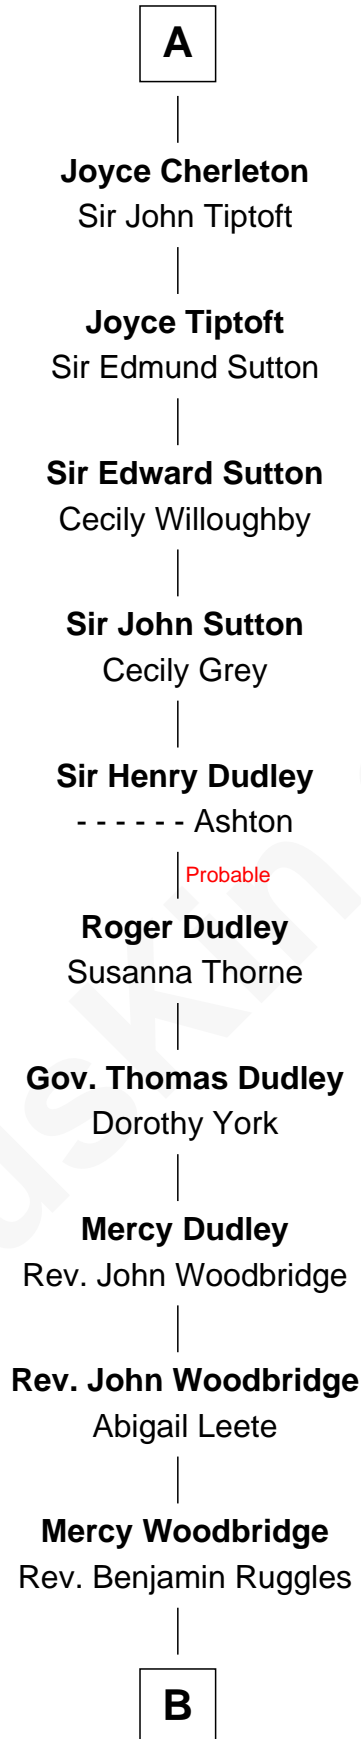 A
Joyce Cherleton
Sir John Tiptoft
Joyce Tiptoft
Sir Edmund Sutton
Sir Edward Sutton
Cecily Willoughby
Sir John Sutton
Cecily Grey
Sir Henry Dudley
- - - - - - Ashton
Probable
Roger Dudley
Susanna Thorne
Gov. Thomas Dudley
Dorothy York
Mercy Dudley
Rev. John Woodbridge
Rev. John Woodbridge
Abigail Leete
Mercy Woodbridge
Rev. Benjamin Ruggles
B